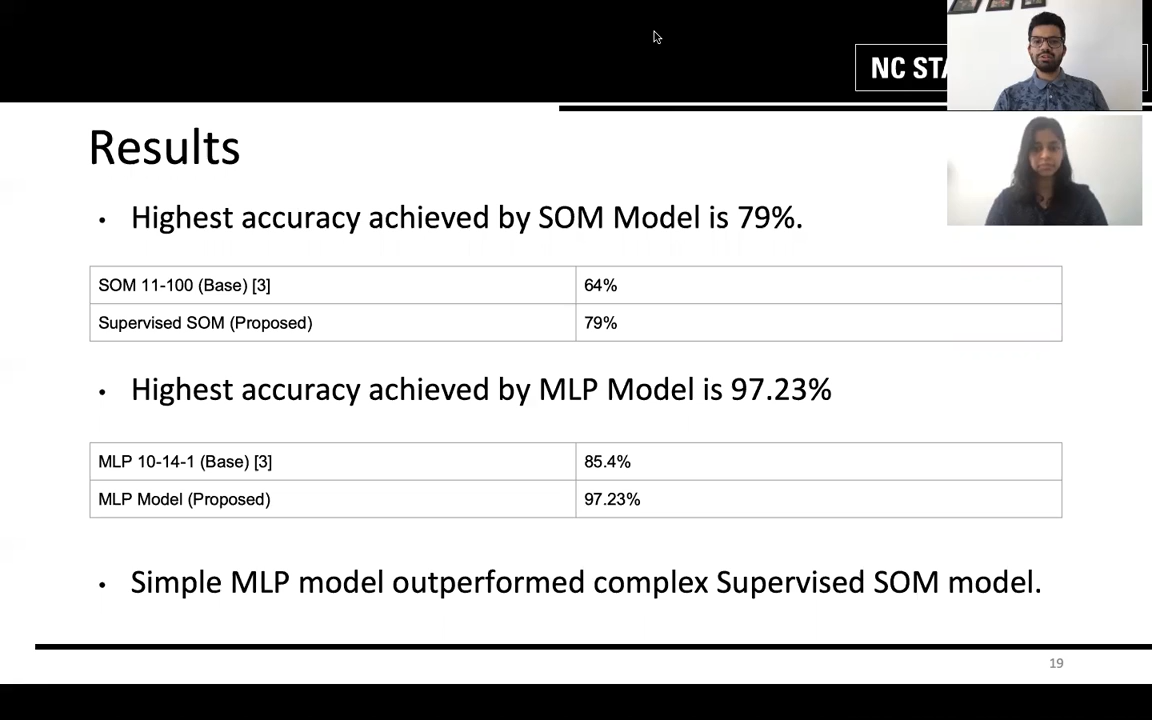 NC STA
Results
• Highest accuracy achieved by SOM Model is 79%.
SOM 11-100 (Base) [3] 64%
Supervised SOM (Proposed) 79%
• Highest accuracy achieved by MLP Model is 97.23%
MLP 10-14-1 (Base) [3] 85.4%
MLP Model (Proposed) 97.23%
• Simple MLP model outperformed complex Supervised SOM model.
19